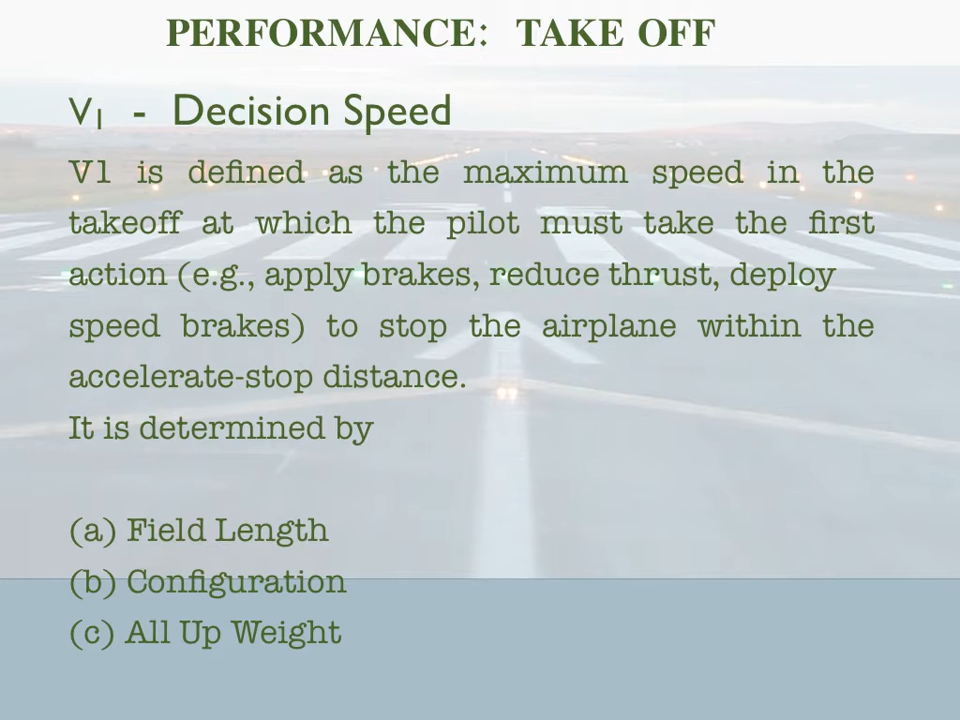 PERFORMANCE: TAKE OFF
V1 - Decision Speed
V1 is defined as the maximum speed in the
takeoff at which the pilot must take the first
action (e.g., apply brakes, reduce thrust, deploy
speed brakes) to stop the airplane within the
accelerate-stop distance.
It is determined by
(a) Field Length
(b) Configuration
(c) All Up Weight